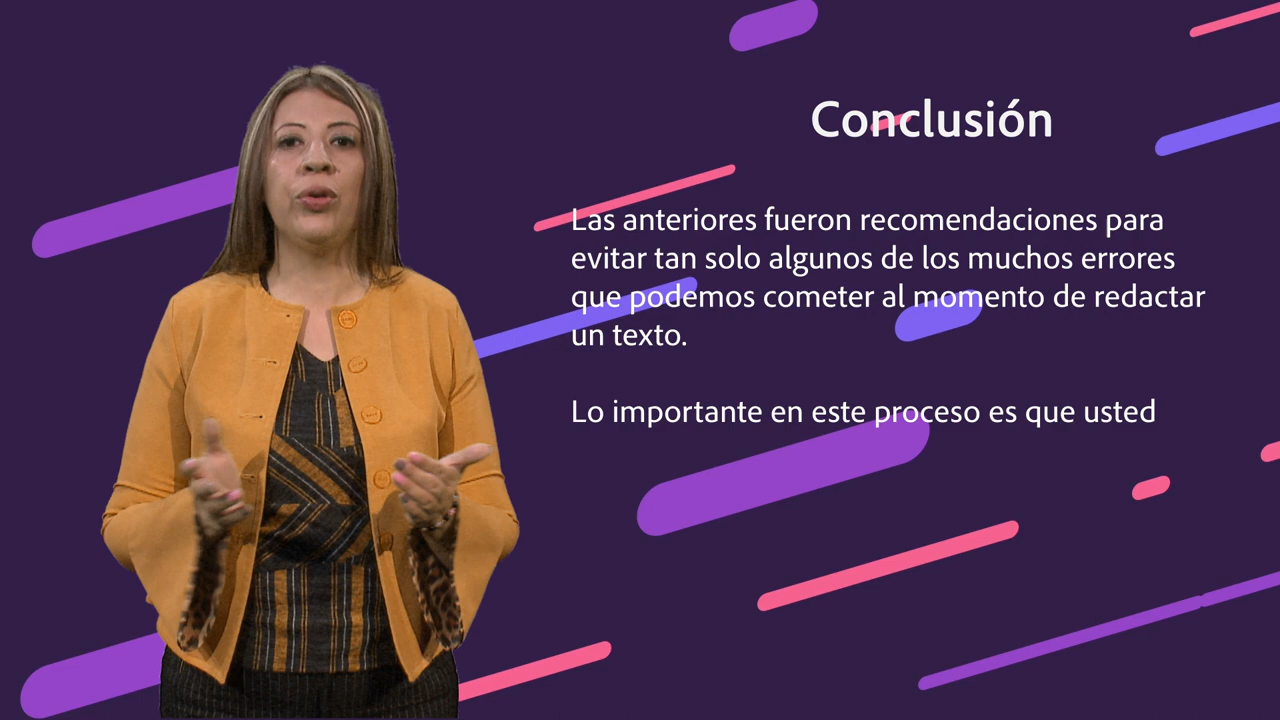 Conclusión
Las anteriores fueron recomendaciones para
evitar tan solo algunos de los muchos errores
que podemos cometer al momento de redactar
un texto.
Lo importante en este proceso es que usted